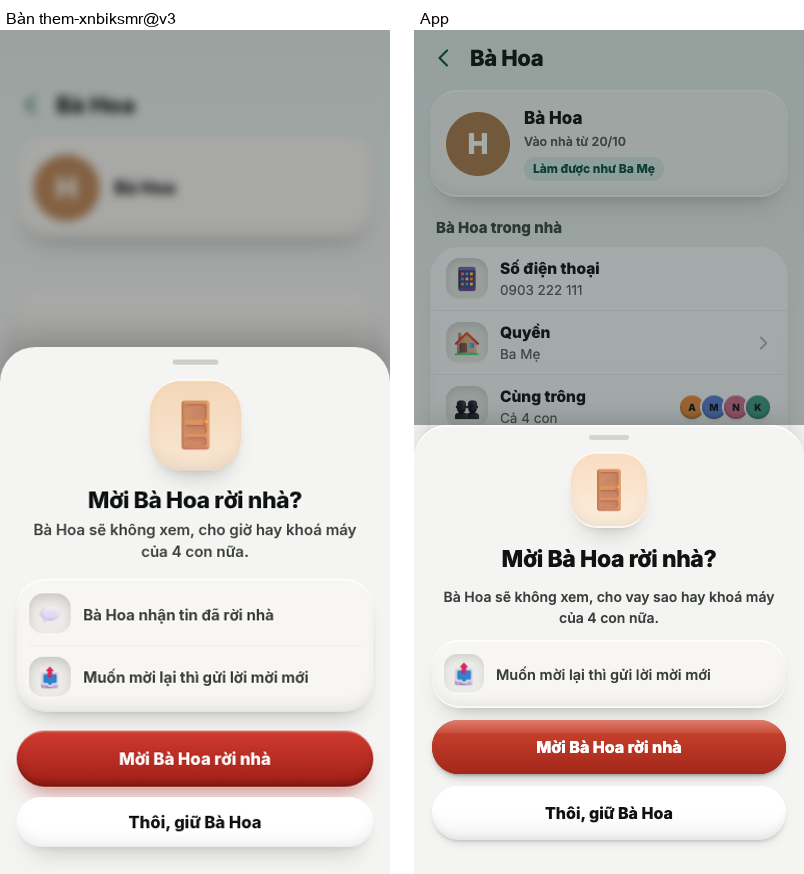 Bản them-xnbiksmr@v3
Bà Hoa
H
Bà Hoa
Mời Bà Hoa rời nhà?
Bà Hoa sẽ không xem, cho giờ hay khoá máy
của 4 con nữa.
Bà Hoa nhận tin đã rời nhà
Muốn mời lại thì gửi lời mời mới
Mời Bà Hoa rời nhà
Thôi, giữ Bà Hoa
App
Bà Hoa
H
Bà Hoa
Vào nhà từ 20/10
Làm được như Ba Mẹ
Bà Hoa trong nhà
Số điện thoại
0903 222 111
Quyền
Ba Mẹ
Cùng trông
Cả 4 con
A M N K
Mời Bà Hoa rời nhà?
Bà Hoa sẽ không xem, cho vay sao hay khoá máy
của 4 con nữa.
Muốn mời lại thì gửi lời mời mới
Mời Bà Hoa rời nhà
Thôi, giữ Bà Hoa